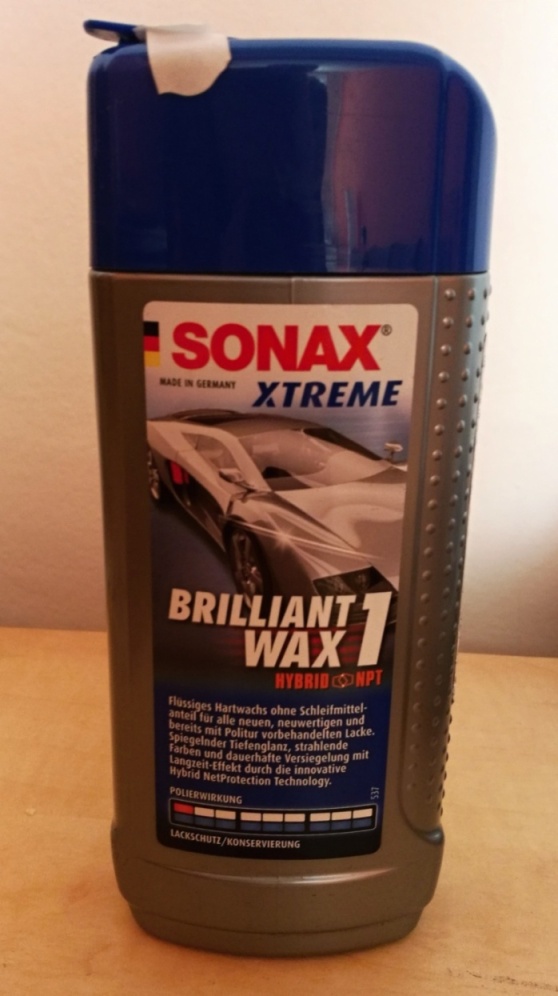 SONAX®
MADE IN GERMANY
XTREME
BRILLIANT
WAX 1
HYBRID NPT
Flüssiges Hartwachs ohne Schleifmittel-
anteil für alle neuen, neuwertigen und
bereits mit Politur vorbehandelten Lacke.
Spiegelnder Tiefenglanz, strahlende
Farben und dauerhafte Versiegelung mit
Langzeit-Effekt durch die innovative
Hybrid NetProtection Technology.
537
POLIERWIRKUNG
LACKSCHUTZ/KONSERVIERUNG